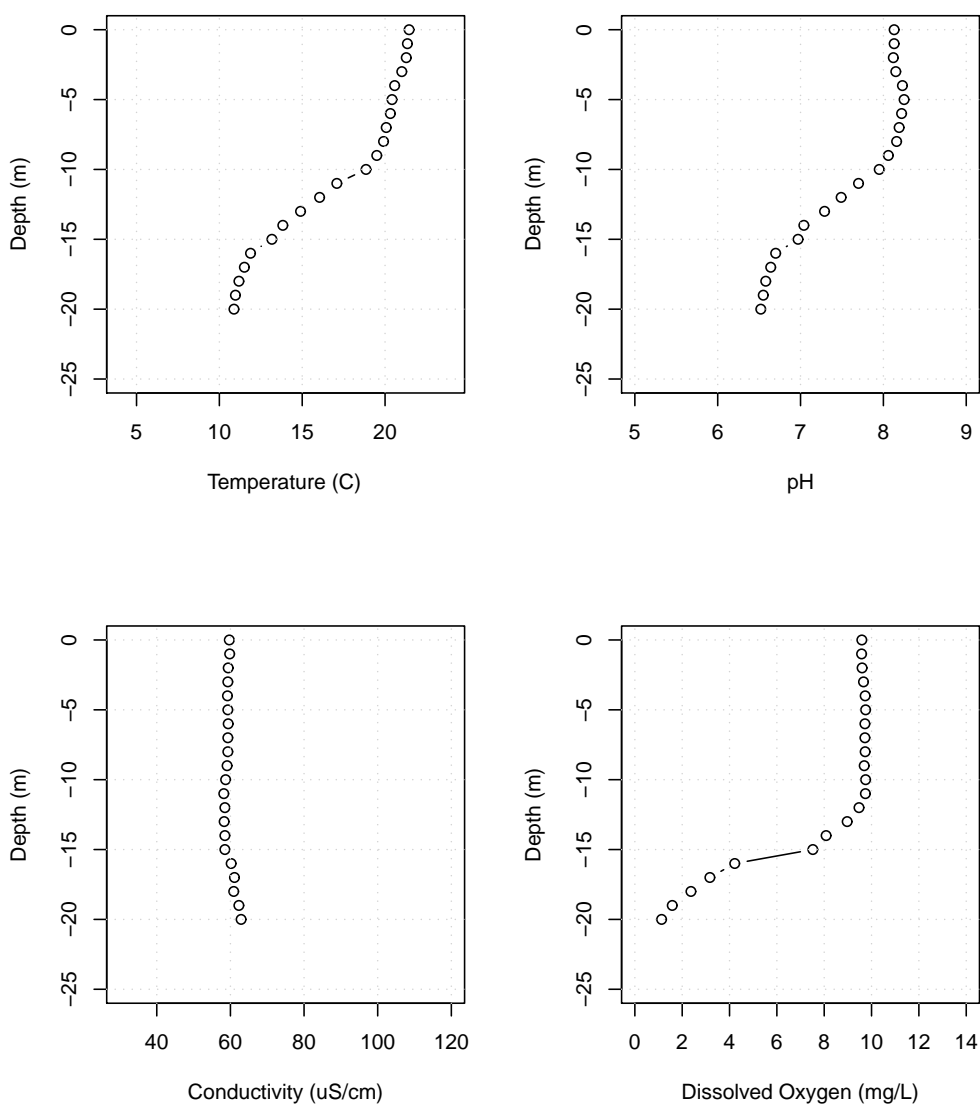 0
−5
−10
−15
−20
−25
Depth (m)
5 10 15 20
Temperature (C)
0
−5
−10
−15
−20
−25
Depth (m)
5 6 7 8 9
pH
0
−5
−10
−15
−20
−25
Depth (m)
40 60 80 100 120
Conductivity (uS/cm)
0
−5
−10
−15
−20
−25
Depth (m)
0 2 4 6 8 10 12 14
Dissolved Oxygen (mg/L)